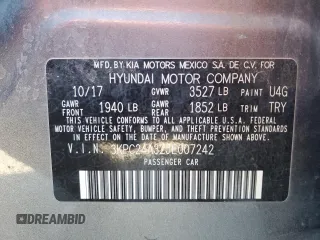 MFD. BY KIA MOTORS MEXICO S.A. DE C.V. FOR
HYUNDAI MOTOR COMPANY
10/17 GVWR 3527 LB PAINT U4G
GAWR FRONT 1940 LB GAWR REAR 1852 LB TRIM TRY
THIS VEHICLE CONFORMS TO ALL APPLICABLE
FEDERAL MOTOR VEHICLE SAFETY, BUMPER, AND THEFT
PREVENTION STANDARDS IN EFFECT ON THE DATE
OF MANUFACTURE SHOWN ABOVE.
V.I.N.
PASSENGER CAR
DREAMBID